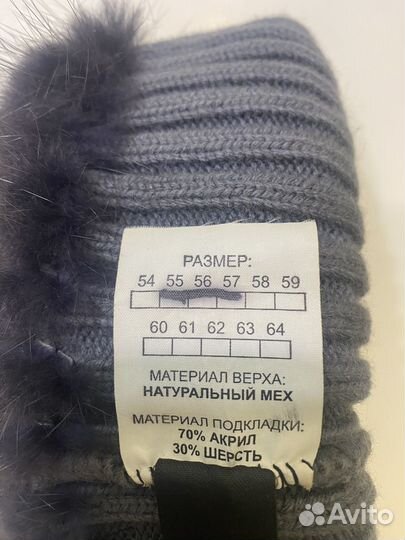 РАЗМЕР:
54 55 56 57 58 59
60 61 62 63 64
МАТЕРИАЛ ВЕРХА:
НАТУРАЛЬНЫЙ МЕХ
МАТЕРИАЛ ПОДКЛАДКИ:
70% АКРИЛ
30% ШЕРСТЬ
Avito